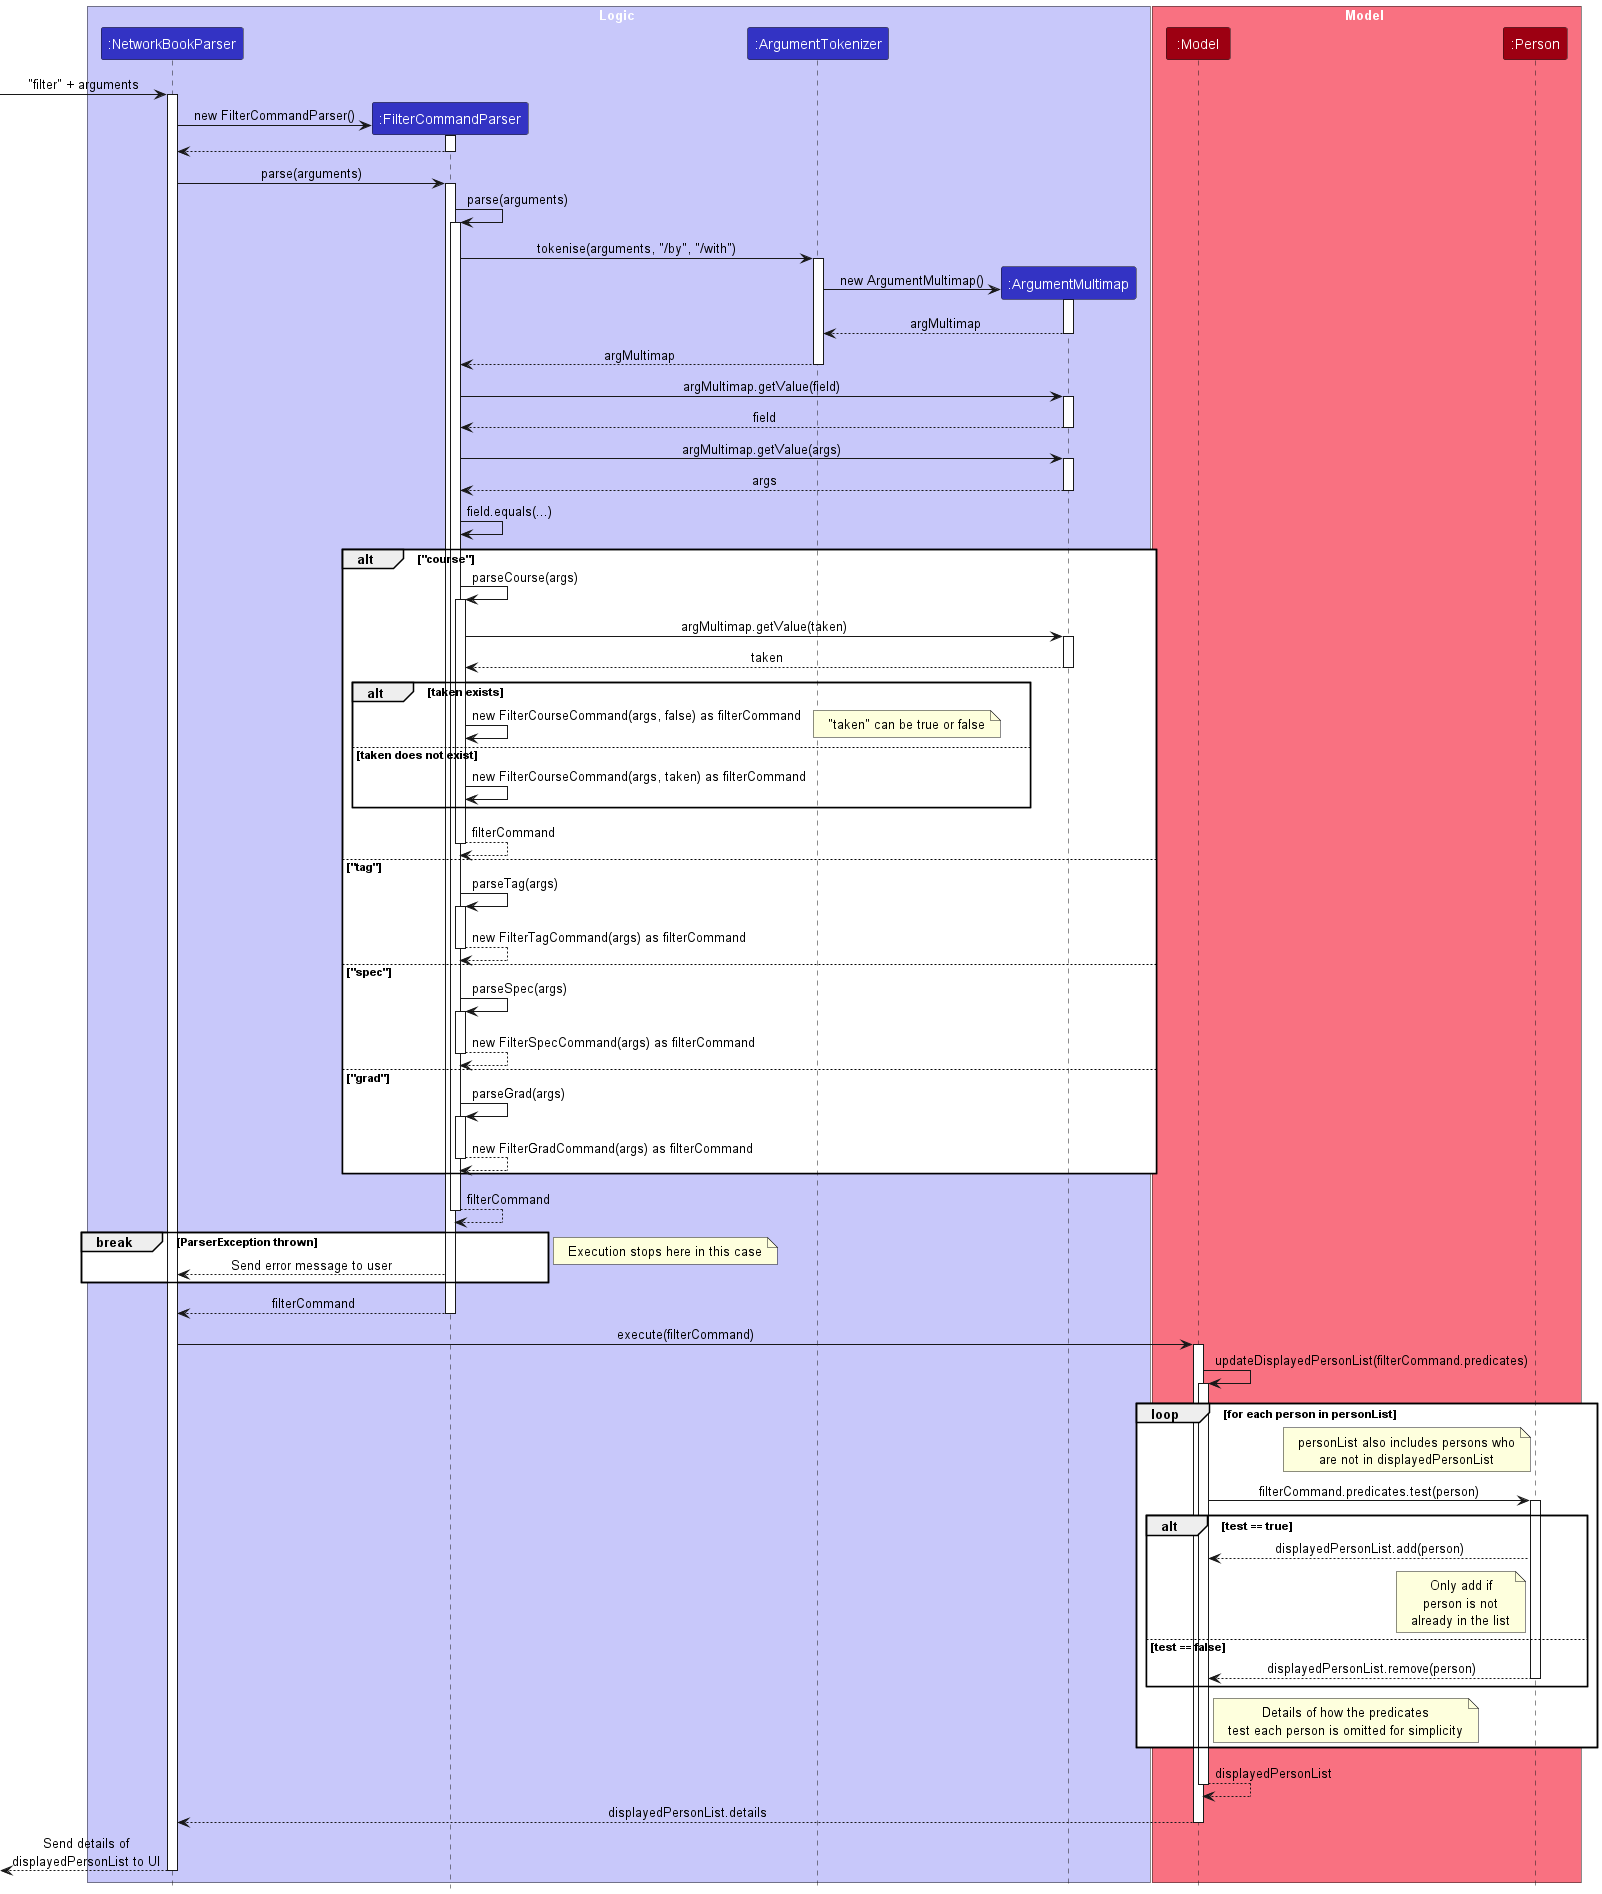 Logic
Model
:NetworkBookParser
:ArgumentTokenizer
:Model
:Person
"filter" + arguments
new FilterCommandParser()
:FilterCommandParser
parse(arguments)
parse(arguments)
tokenise(arguments, "/by", "/with")
new ArgumentMultimap()
:ArgumentMultimap
argMultimap
argMultimap
argMultimap.getValue(field)
field
argMultimap.getValue(args)
args
field.equals(...)
alt
["course"]
parseCourse(args)
argMultimap.getValue(taken)
taken
alt
[taken exists]
new FilterCourseCommand(args, false) as filterCommand
"taken" can be true or false
[taken does not exist]
new FilterCourseCommand(args, taken) as filterCommand
filterCommand
["tag"]
parseTag(args)
new FilterTagCommand(args) as filterCommand
["spec"]
parseSpec(args)
new FilterSpecCommand(args) as filterCommand
["grad"]
parseGrad(args)
new FilterGradCommand(args) as filterCommand
filterCommand
break
[ParserException thrown]
Execution stops here in this case
Send error message to user
filterCommand
execute(filterCommand)
updateDisplayedPersonList(filterCommand.predicates)
loop
[for each person in personList]
personList also includes persons who
are not in displayedPersonList
filterCommand.predicates.test(person)
alt
[test == true]
displayedPersonList.add(person)
Only add if
person is not
already in the list
[test == false]
displayedPersonList.remove(person)
Details of how the predicates
test each person is omitted for simplicity
displayedPersonList
displayedPersonList.details
Send details of
displayedPersonList to UI